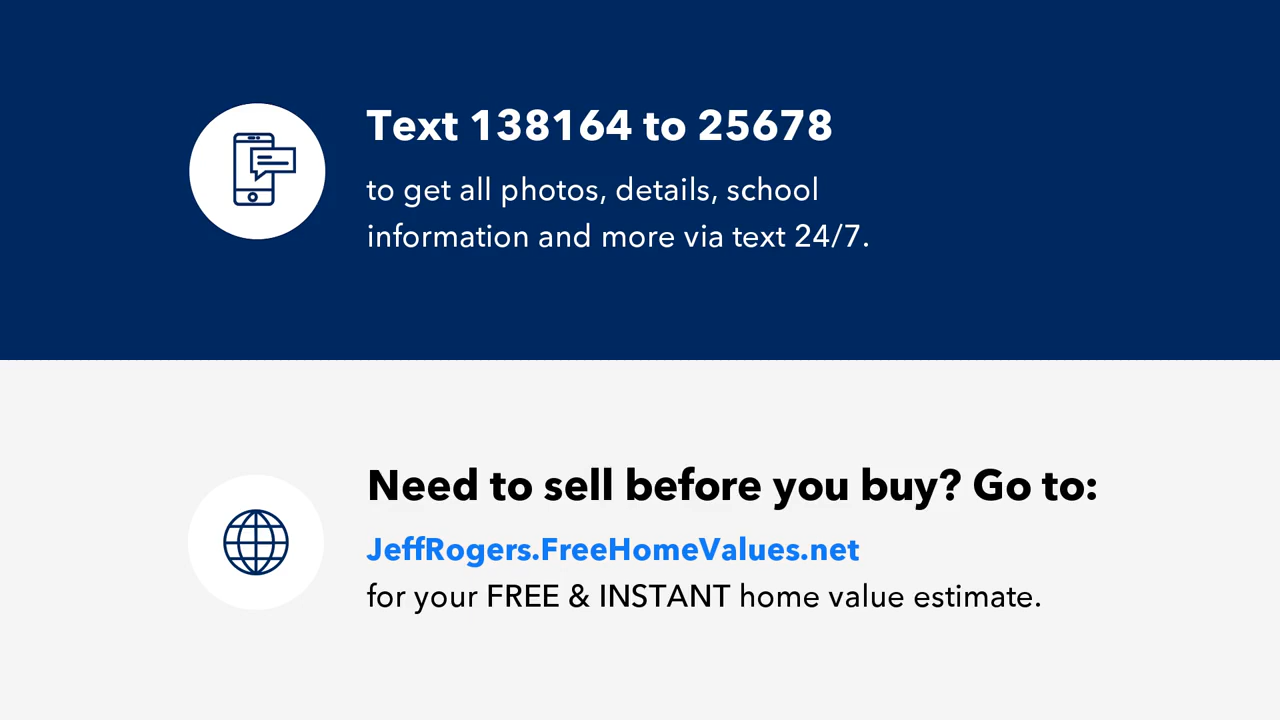 Text 138164 to 25678
to get all photos, details, school
information and more via text 24/7.
Need to sell before you buy? Go to:
JeffRogers.FreeHomeValues.net
for your FREE & INSTANT home value estimate.